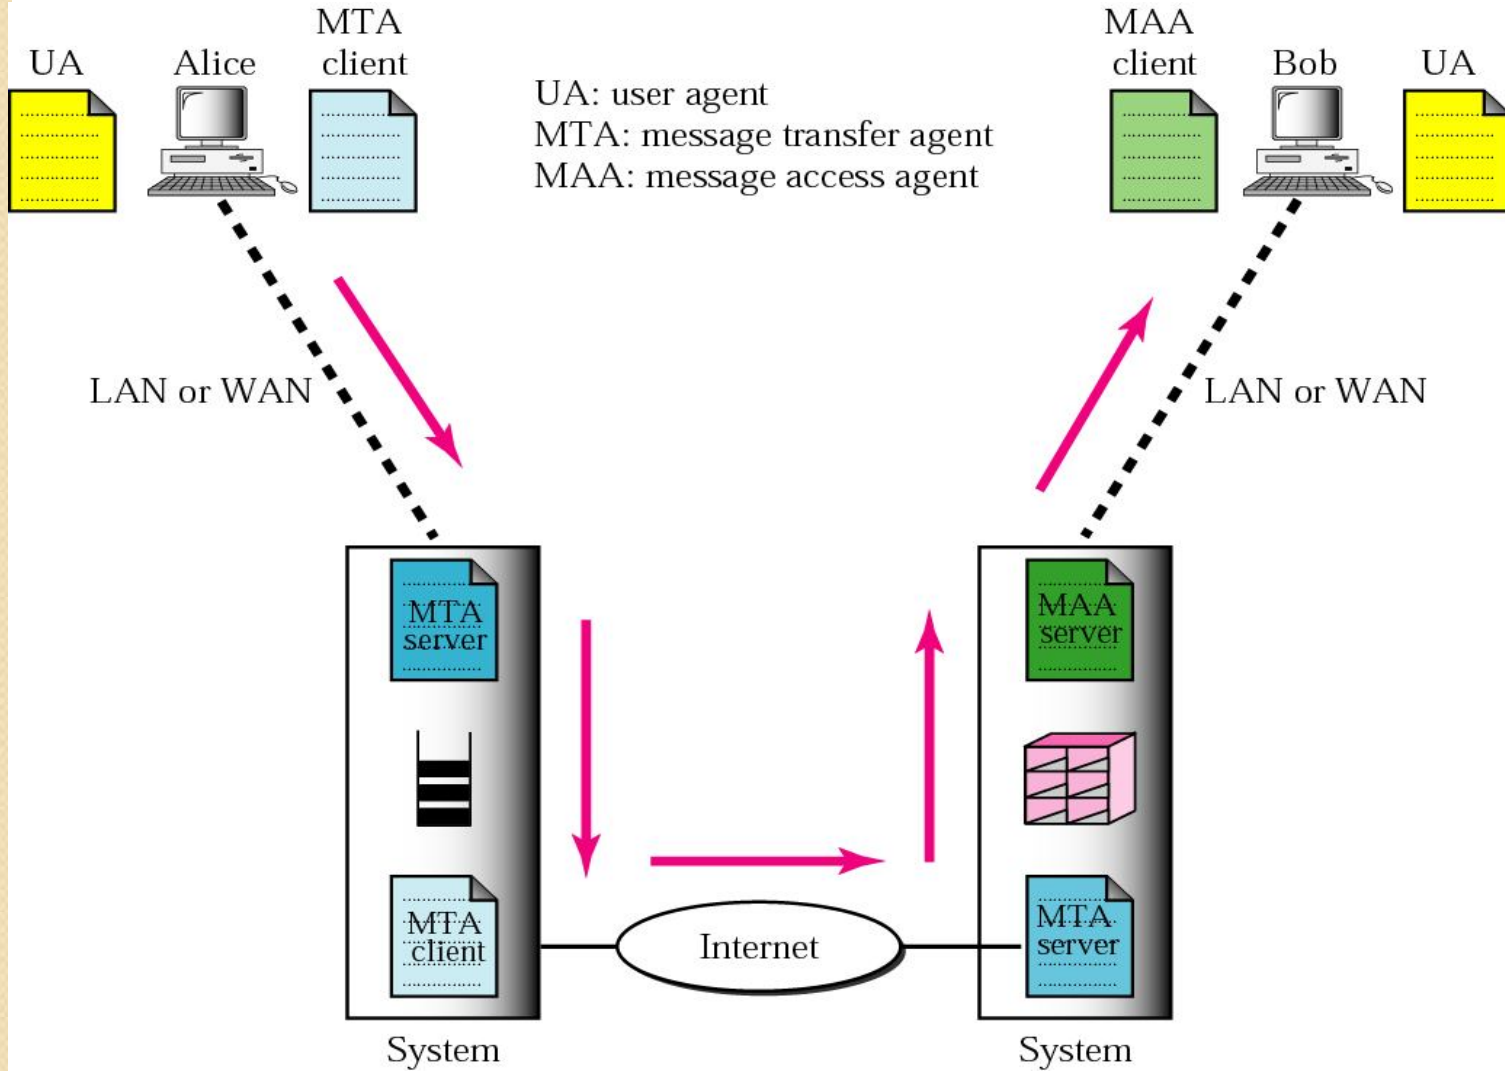 UA
Alice
MTA
client
UA: user agent
MTA: message transfer agent
MAA: message access agent
MAA
client
Bob
UA
LAN or WAN
LAN or WAN
MTA
server
MAA
server
MTA
client
Internet
MTA
server
System
System